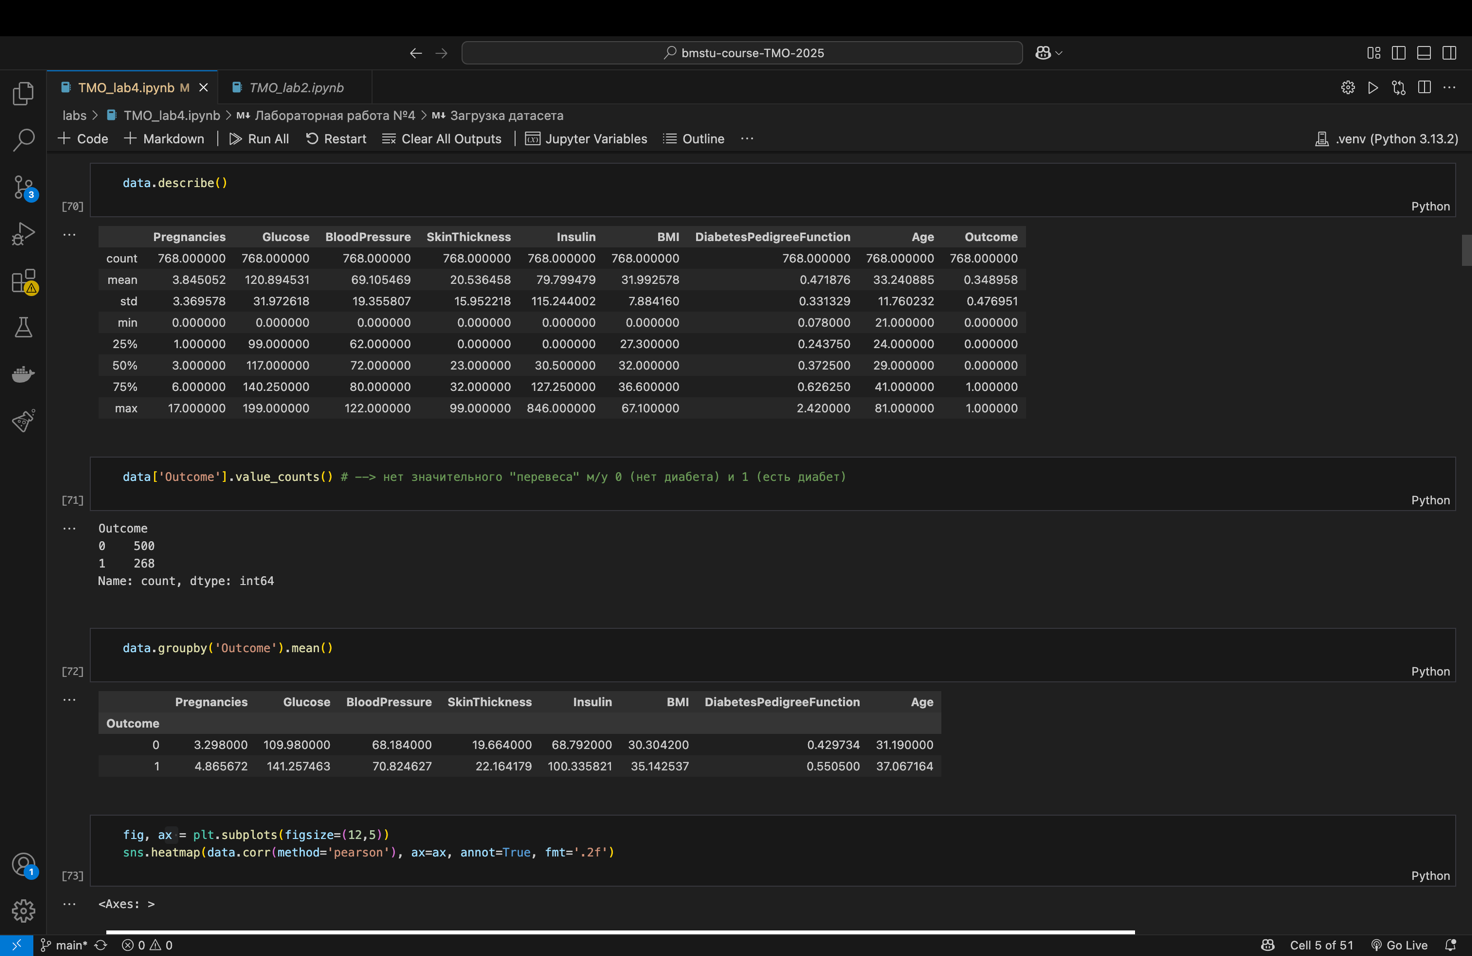 bmstu-course-TMO-2025
TMO_lab4.ipynb M
TMO_lab2.ipynb
labs > TMO_lab4.ipynb > M↓ Лабораторная работа №4 > M↓ Загрузка датасета
+ Code + Markdown | Run All Restart Clear All Outputs | Jupyter Variables Outline ...
.venv (Python 3.13.2)
data.describe()
[70]
Python
Pregnancies Glucose BloodPressure SkinThickness Insulin BMI DiabetesPedigreeFunction Age Outcome
count 768.000000 768.000000 768.000000 768.000000 768.000000 768.000000 768.000000 768.000000 768.000000
mean 3.845052 120.894531 69.105469 20.536458 79.799479 31.992578 0.471876 33.240885 0.348958
std 3.369578 31.972618 19.355807 15.952218 115.244002 7.884160 0.331329 11.760232 0.476951
min 0.000000 0.000000 0.000000 0.000000 0.000000 0.000000 0.078000 21.000000 0.000000
25% 1.000000 99.000000 62.000000 0.000000 0.000000 27.300000 0.243750 24.000000 0.000000
50% 3.000000 117.000000 72.000000 23.000000 30.500000 32.000000 0.372500 29.000000 0.000000
75% 6.000000 140.250000 80.000000 32.000000 127.250000 36.600000 0.626250 41.000000 1.000000
max 17.000000 199.000000 122.000000 99.000000 846.000000 67.100000 2.420000 81.000000 1.000000
data['Outcome'].value_counts() # --> нет значительного "перевеса" м/у 0 (нет диабета) и 1 (есть диабет)
[71]
Python
Outcome
0 500
1 268
Name: count, dtype: int64
data.groupby('Outcome').mean()
[72]
Python
Pregnancies Glucose BloodPressure SkinThickness Insulin BMI DiabetesPedigreeFunction Age
Outcome
0 3.298000 109.980000 68.184000 19.664000 68.792000 30.304200 0.429734 31.190000
1 4.865672 141.257463 70.824627 22.164179 100.335821 35.142537 0.550500 37.067164
fig, ax = plt.subplots(figsize=(12,5))
sns.heatmap(data.corr(method='pearson'), ax=ax, annot=True, fmt='.2f')
[73]
Python
<Axes: >
3
1
main* 0 0
Cell 5 of 51 Go Live